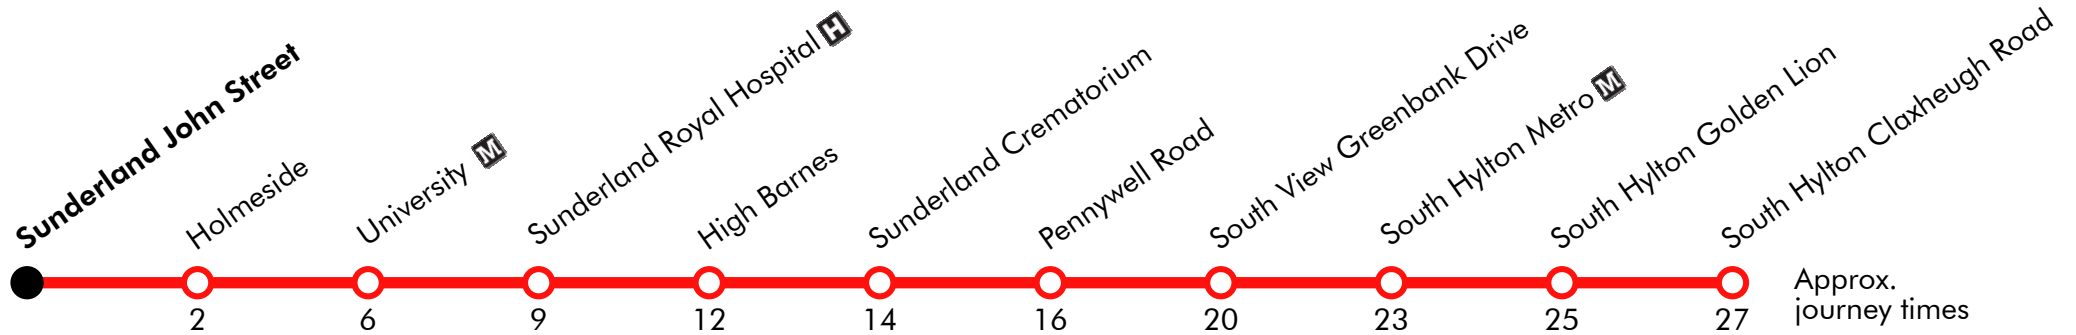 Sunderland John Street
Holmeside
University M
Sunderland Royal Hospital H
High Barnes
Sunderland Crematorium
Pennywell Road
South View Greenbank Drive
South Hylton Metro M
South Hylton Golden Lion
South Hylton Claxheugh Road
2
6
9
12
14
16
20
23
25
27
Approx.
journey times